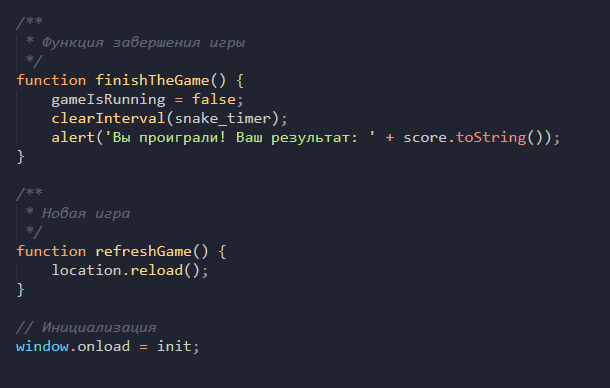 /**
 * Функция завершения игры
 */
function finishTheGame() {
    gameIsRunning = false;
    clearInterval(snake_timer);
    alert('Вы проиграли! Ваш результат: ' + score.toString());
}

/**
 * Новая игра
 */
function refreshGame() {
    location.reload();
}

// Инициализация
window.onload = init;